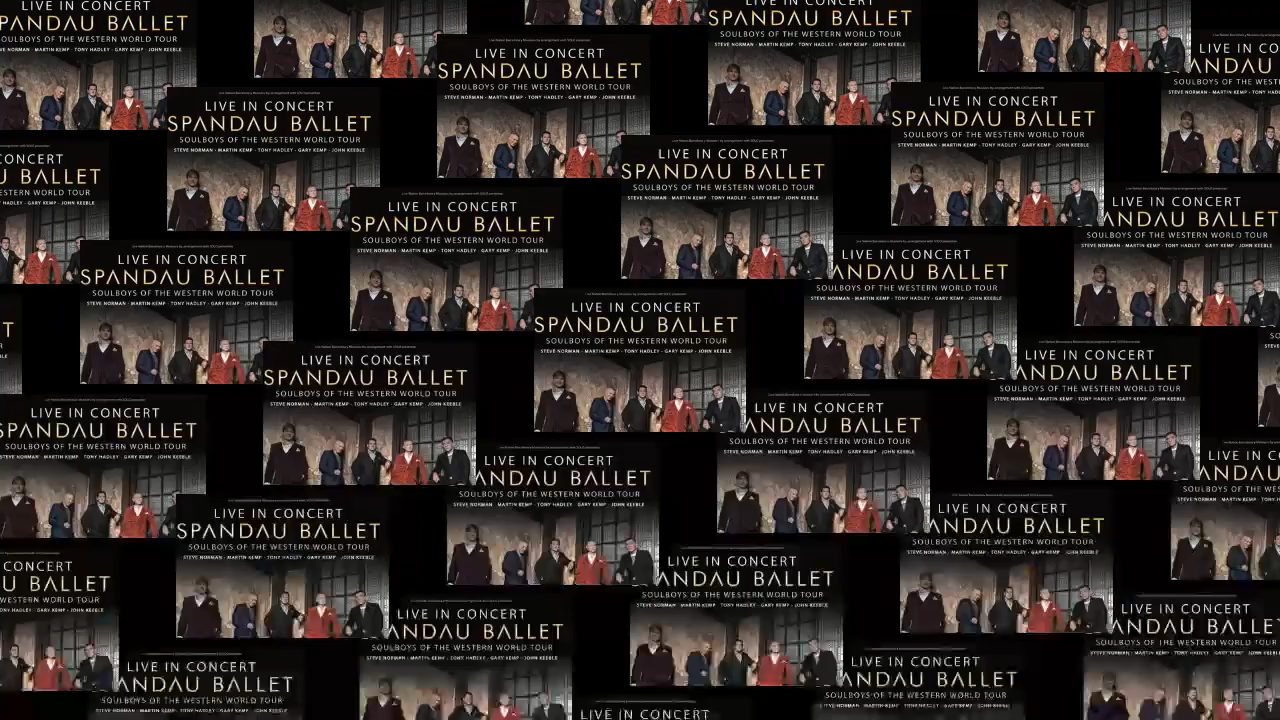 LIVE IN CONCERT
SPANDAU BALLET
SOULBOYS OF THE WESTERN WORLD TOUR
STEVE NORMAN · MARTIN KEMP · TONY HADLEY · GARY KEMP · JOHN KEEBLE